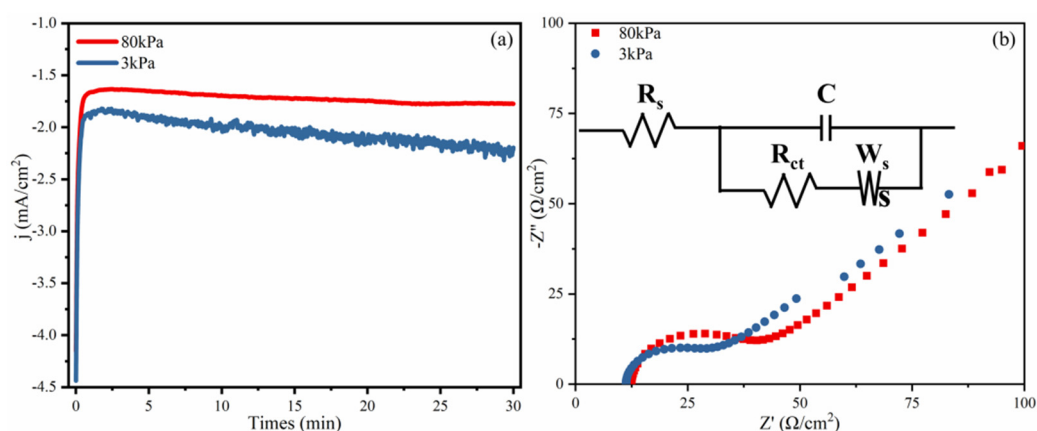 (a)
80kPa
3kPa
j (mA/cm²)
-1.0
-1.5
-2.0
-2.5
-3.0
-3.5
-4.0
-4.5
0 5 10 15 20 25 30
Times (min)
(b)
80kPa
3kPa
Rs
C
Rct
Ws
s
-Z'' (Ω/cm²)
-100
75
50
25
0
0 25 50 75 100
Z' (Ω/cm²)